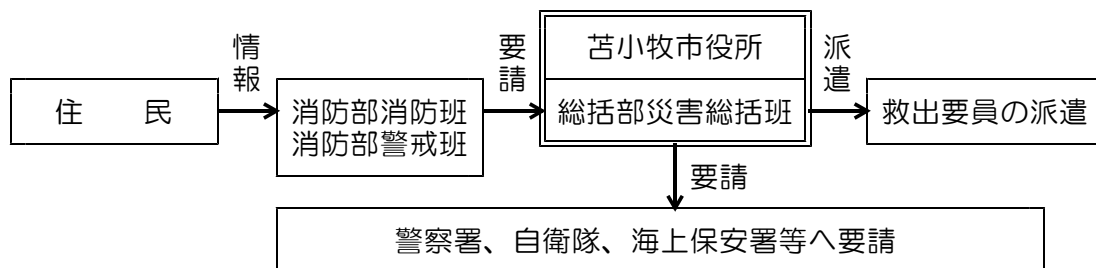 住　　民
情報
消防部消防班
消防部警戒班
要請
苫小牧市役所
総括部災害総括班
派遣
救出要員の派遣
要請
警察署、自衛隊、海上保安署等へ要請